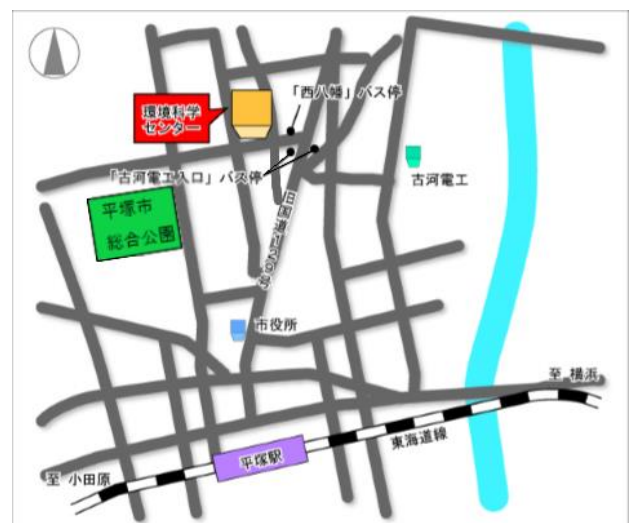 「西八幡」バス停
環境科学
センター
「古河電工入口」バス停
古河電工
平塚市
総合公園
旧国道129号
市役所
至 横浜
東海道線
平塚駅
至 小田原